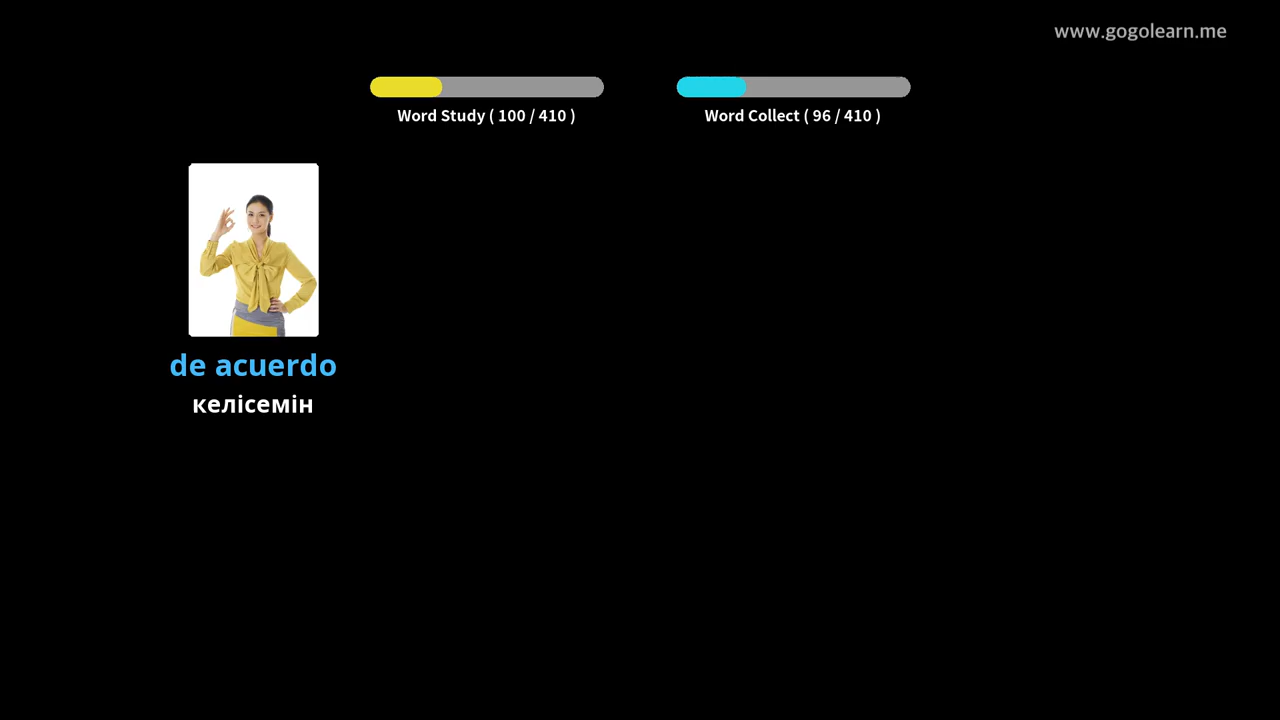 www.gogolearn.me
Word Study ( 100 / 410 )
Word Collect ( 96 / 410 )
de acuerdo
келісемін